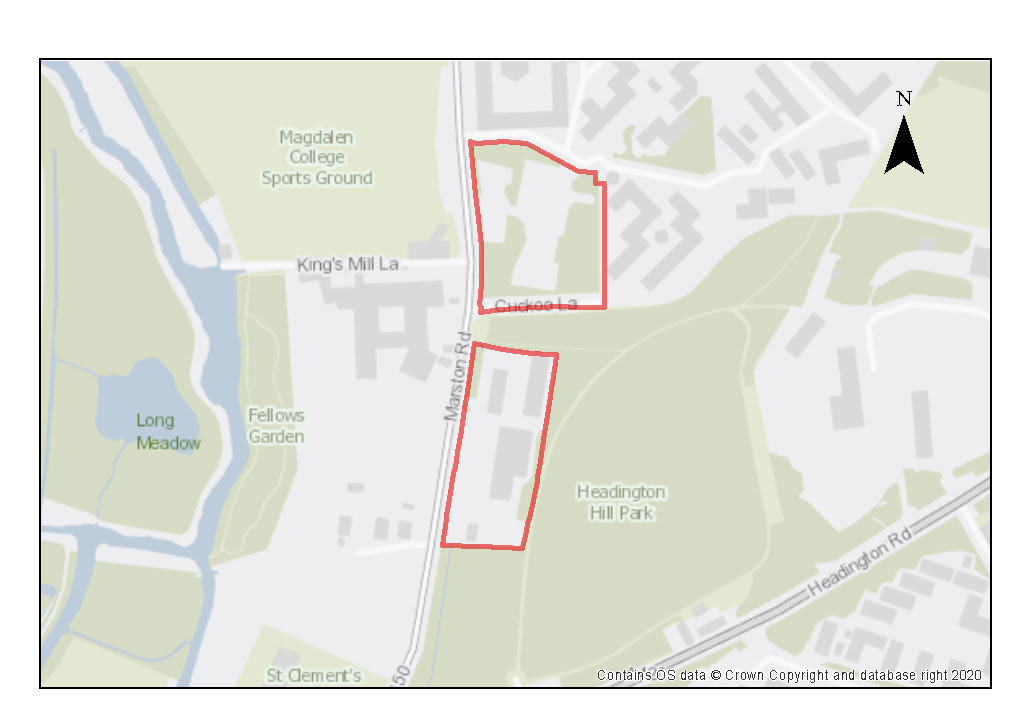 N
Magdalen
College
Sports Ground
King's Mill La
Cuckoo La
Marston Rd
Long
Meadow
Fellows
Garden
Headington
Hill Park
Headington Rd
St Clement's
Contains OS data © Crown Copyright and database right 2020